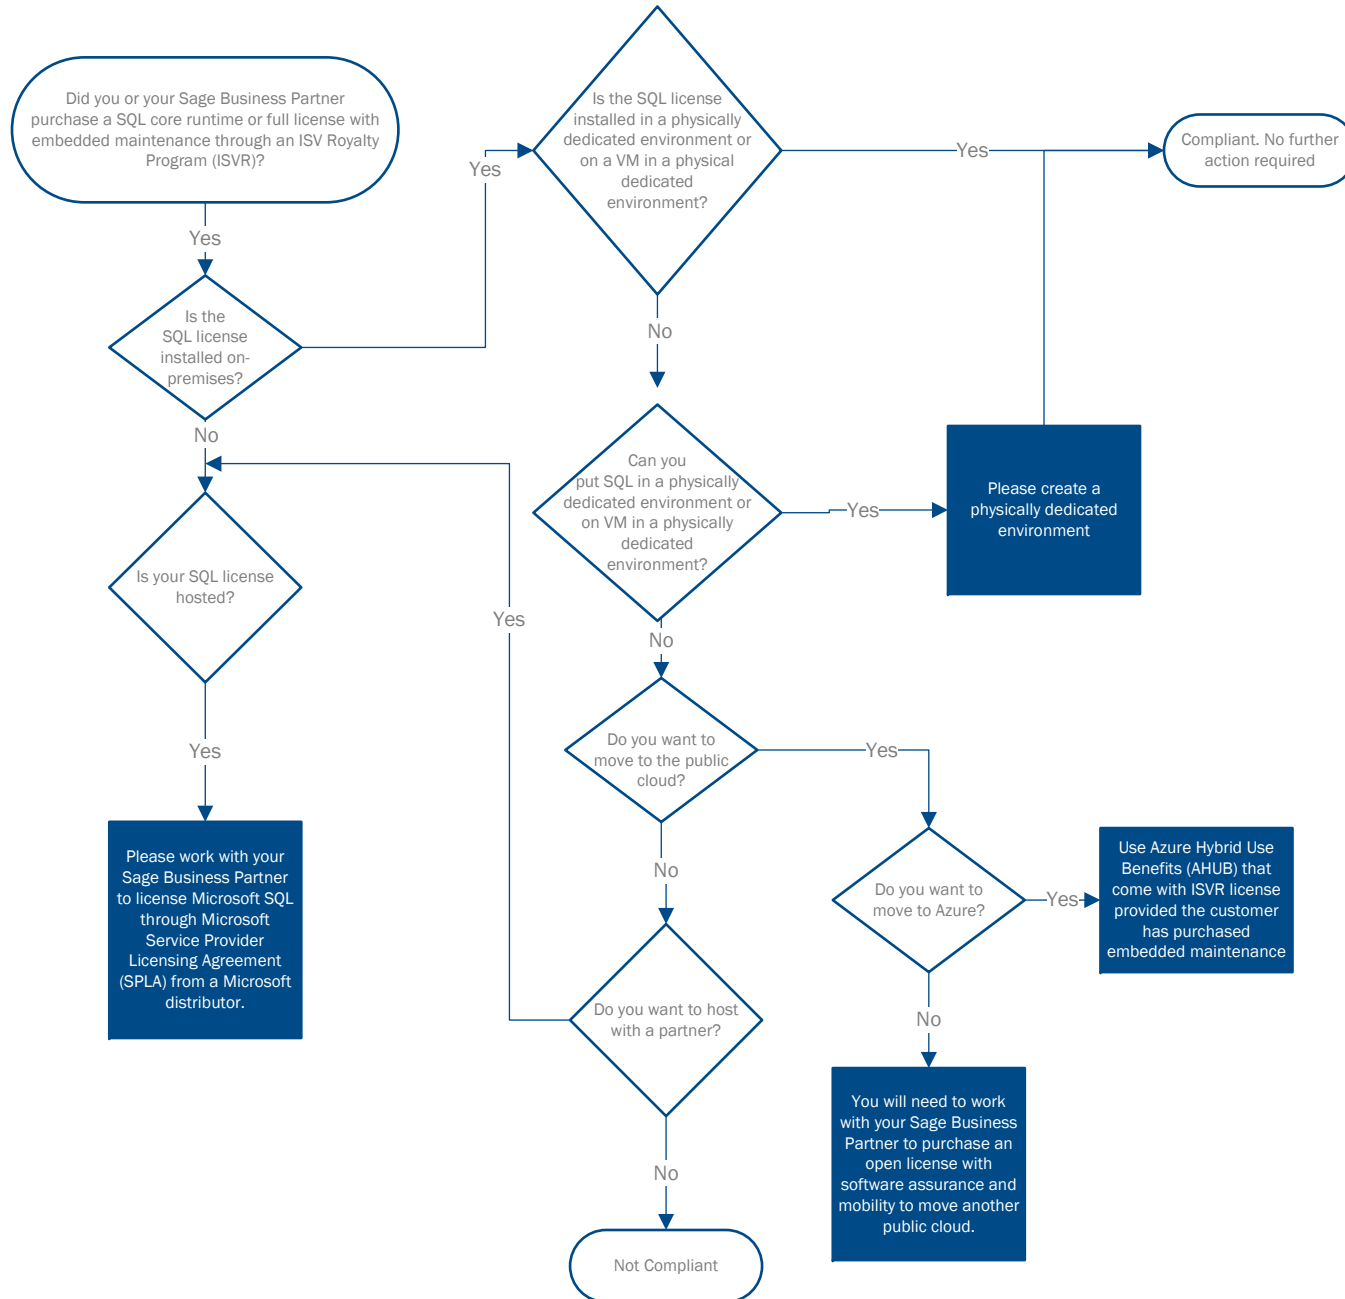 Did you or your Sage Business Partner
purchase a SQL core runtime or full license with
embedded maintenance through an ISV Royalty
Program (ISVR)?
Yes
Is the
SQL license
installed on-
premises?
Yes
Is the SQL license
installed in a physically
dedicated environment or
on a VM in a physical
dedicated
environment?
Yes
Compliant. No further
action required
No
Can you
put SQL in a physically
dedicated environment or
on VM in a physically
dedicated
environment?
Yes
Please create a
physically dedicated
environment
No
Is your SQL license
hosted?
Yes
Please work with your
Sage Business Partner
to license Microsoft SQL
through Microsoft
Service Provider
Licensing Agreement
(SPLA) from a Microsoft
distributor.
Yes
No
Do you want to
move to the public
cloud?
Yes
Do you want to
move to Azure?
Yes
Use Azure Hybrid Use
Benefits (AHUB) that
come with ISVR license
provided the customer
has purchased
embedded maintenance
No
You will need to work
with your Sage Business
Partner to purchase an
open license with
software assurance and
mobility to move another
public cloud.
No
Do you want to host
with a partner?
No
Not Compliant